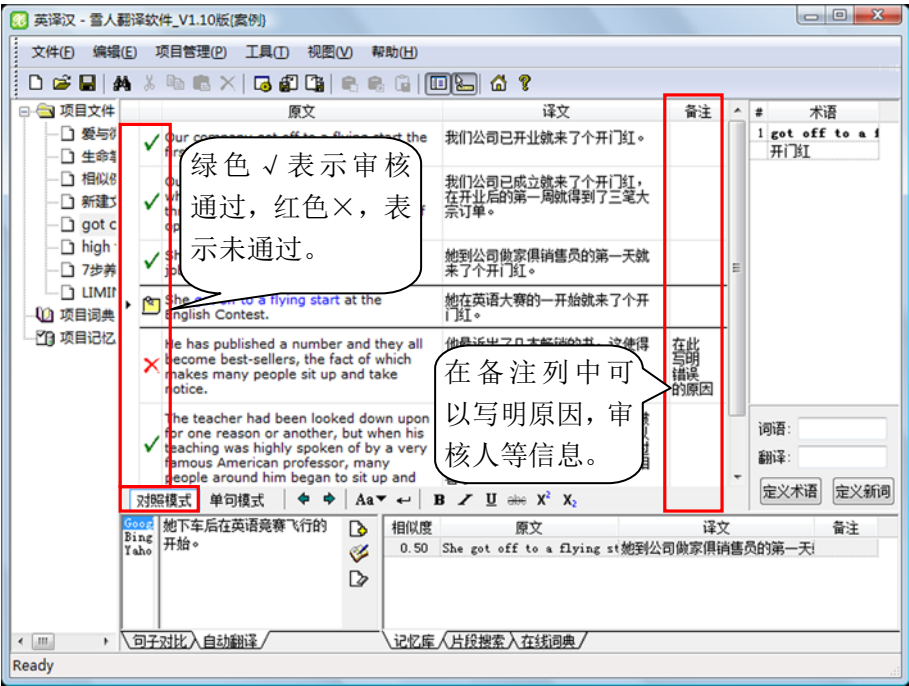 英译汉 - 雪人翻译软件_V1.10版{案例}
文件(F) 编辑(E) 项目管理(P) 工具(T) 视图(V) 帮助(H)
项目文件
生命
相似
新建
got
high
7步养
LIMI
项目词典
项目记忆
原文 译文 备注
Our company got off to a flying start the
我们公司已开业就来了个开门红。
我们公司已成立就来了个开门红，
在开业后的第一周就得到了三笔大
宗订单。
她到公司做家俱销售员的第一天就
来了个开门红。
She got off to a flying start at the
English Contest.
她在英语大赛的一开始就来了个开
门红。
He has published a number and they all
become best-sellers, the fact of which
makes many people sit up and take
notice.
在此
写明
错误
的原因
The teacher had been looked down upon
for one reason or another, but when his
teaching was highly spoken of by a very
famous American professor, many
people around him began to sit up and
绿色 √ 表示审核
通过，红色×，表
示未通过。
在备注列中可
以写明原因，审
核人等信息。
# 术语
1 got off to a f
开门红
词语:
翻译:
定义术语 定义新词
对照模式 单句模式 Aa B I U abc X² X₂
Goog
Bing
Yaho
她下车后在英语竞赛飞行的
开始。
相似度 原文 译文 备注
0.50 She got off to a flying st 她到公司做家俱销售员的第一天
句子对比 自动翻译
记忆库 片段搜索 在线词典
Ready